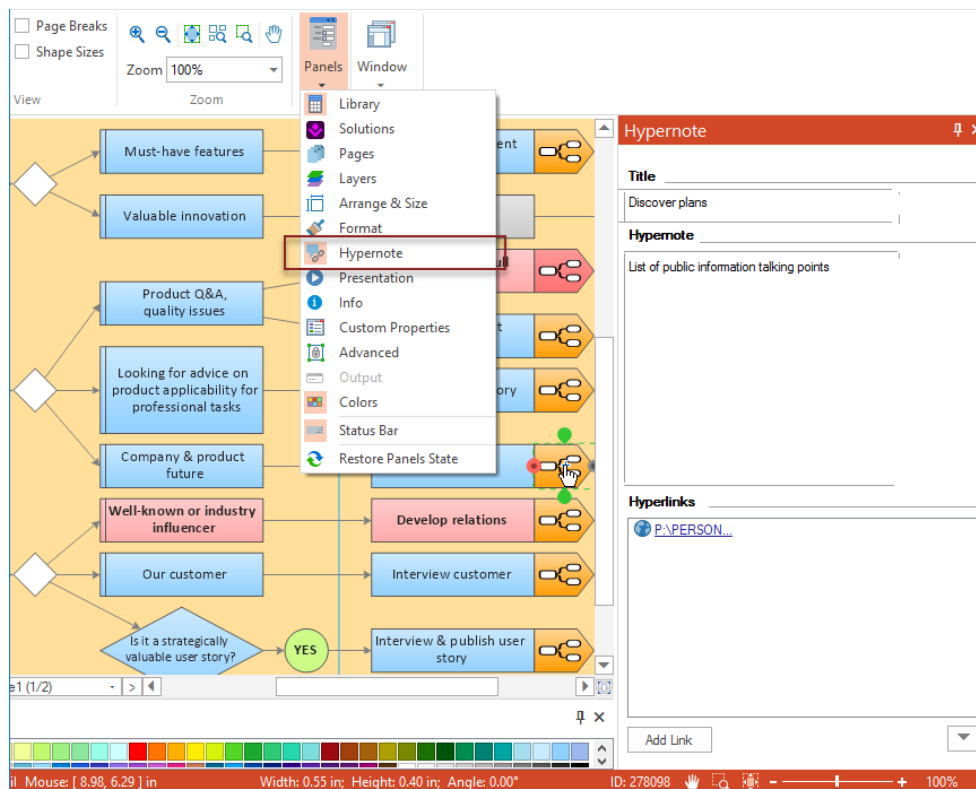 Page Breaks
Shape Sizes
Zoom 100%
Panels
Window
View
Zoom
Library
Solutions
Pages
Layers
Arrange & Size
Format
Hypernote
Presentation
Info
Custom Properties
Advanced
Output
Colors
Status Bar
Restore Panels State
Must-have features
Valuable innovation
Product Q&A,
quality issues
Looking for advice on
product applicability for
professional tasks
Company & product
future
Well-known or industry
influencer
Develop relations
Our customer
Interview customer
Is it a strategically
valuable user story?
YES
Interview & publish user
story
Hypernote
Title
Discover plans
Hypernote
List of public information talking points
Hyperlinks
P:\PERSON...
Add Link
(1/2)
Mouse: [ 8.98, 6.29 ] in
Width: 0.55 in; Height: 0.40 in; Angle: 0.00°
ID: 278098
100%